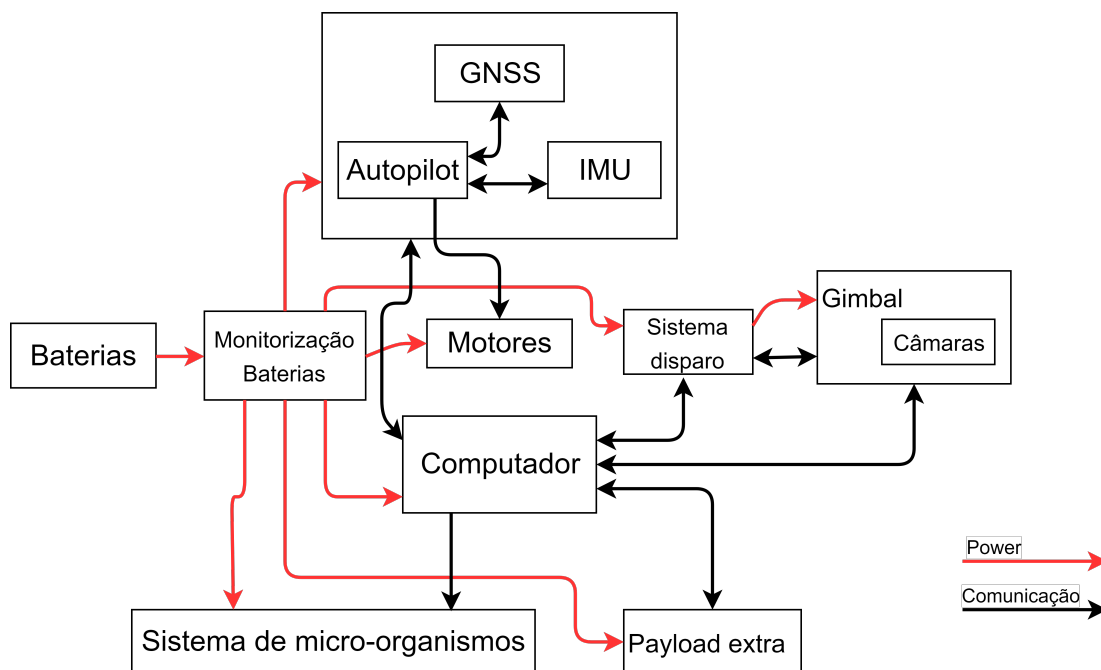 GNSS
Autopilot
IMU
Gimbal
Câmaras
Baterias
Monitorização
Baterias
Motores
Sistema
disparo
Computador
Power
Comunicação
Sistema de micro-organismos
Payload extra